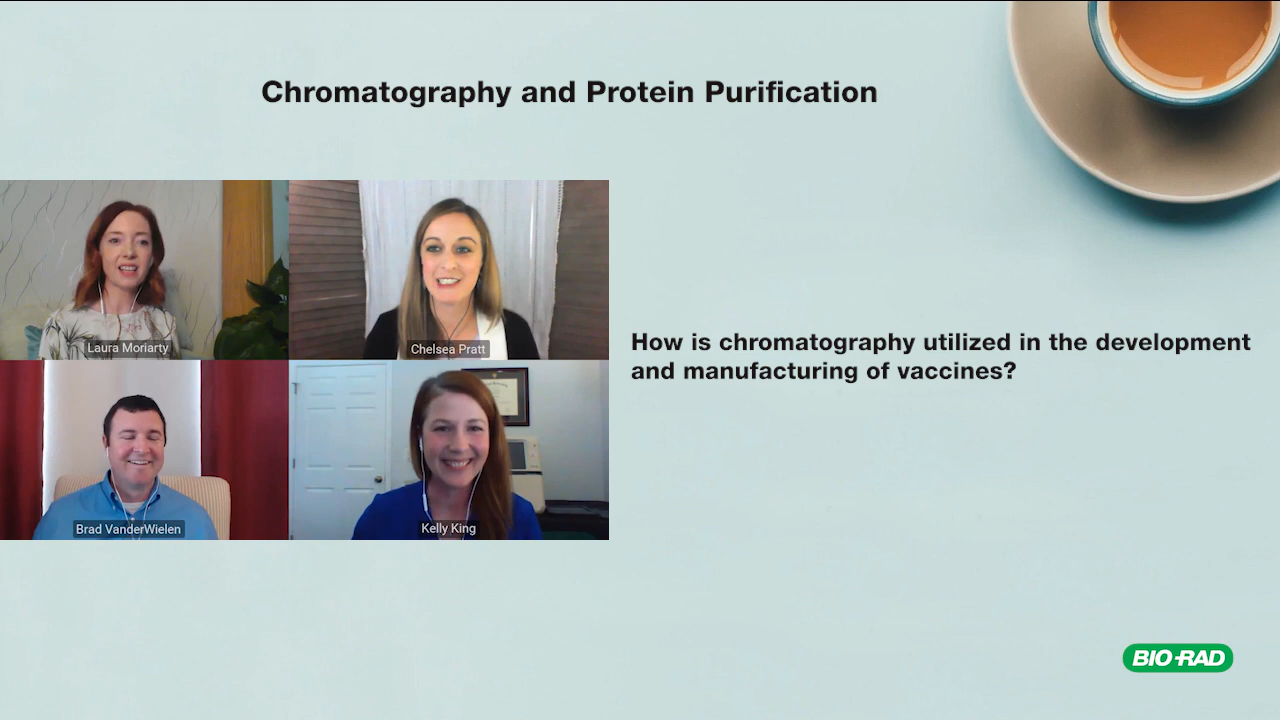 Chromatography and Protein Purification
Laura Moriarty
Chelsea Pratt
How is chromatography utilized in the development
and manufacturing of vaccines?
Brad VanderWielen
Kelly King
BIO-RAD